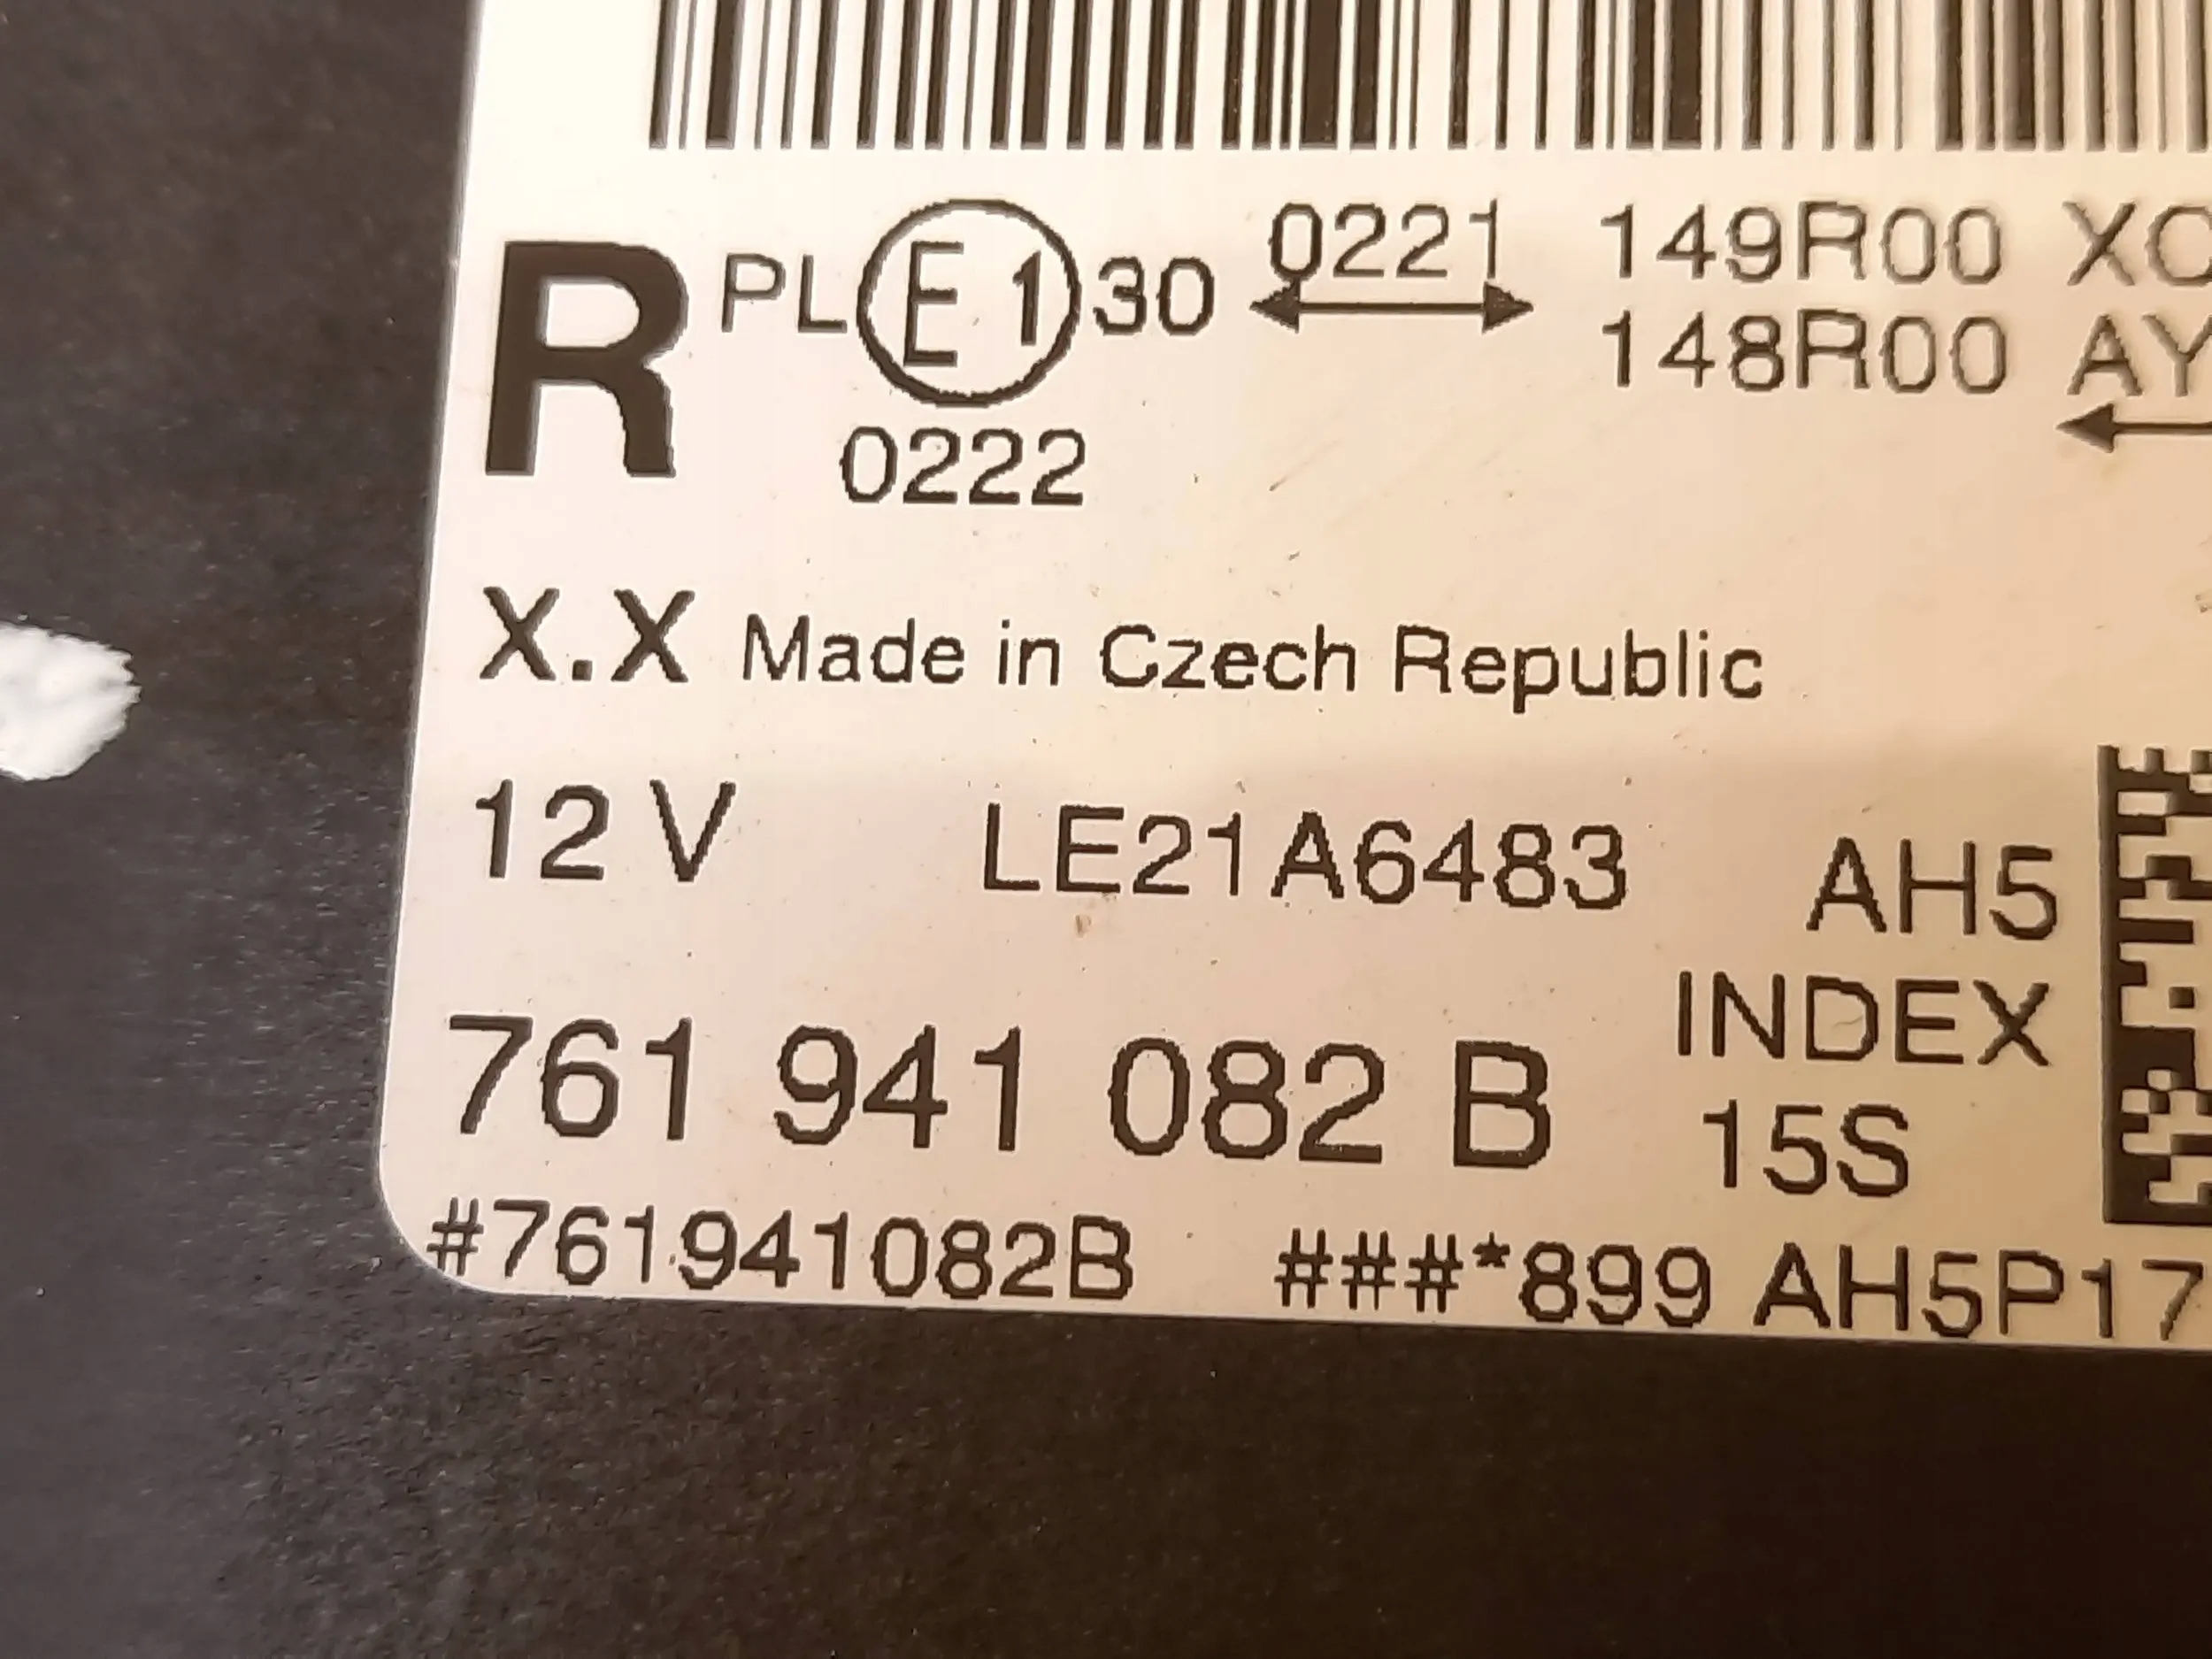 R PL E1 30 0221 149R00 XC
148R00 AY
0222
X.X Made in Czech Republic
12 V LE21A6483 AH5
761 941 082 B INDEX
15S
#761941082B ###*899 AH5P17